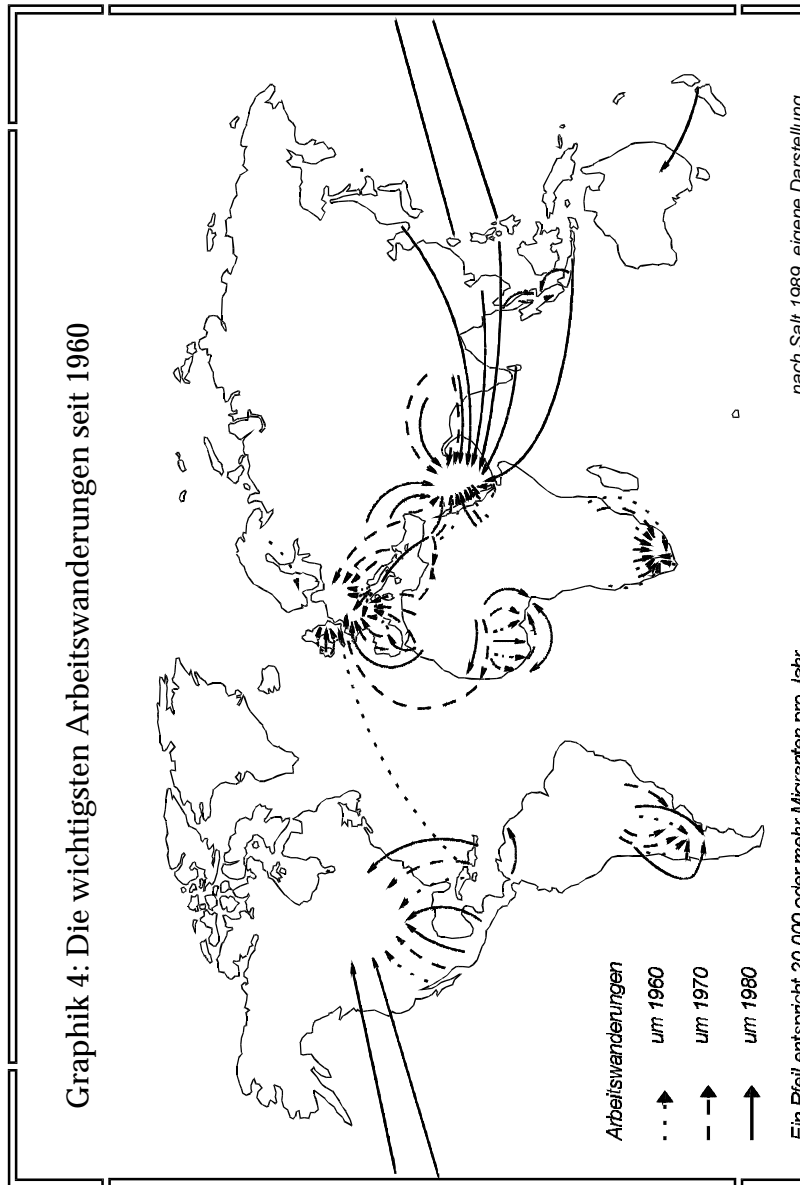 Graphik 4: Die wichtigsten Arbeitswanderungen seit 1960
Arbeitswanderungen
um 1960
um 1970
um 1980
Ein Pfeil entspricht 20.000 oder mehr Migranten pro Jahr
nach Salt 1989, eigene Darstellung